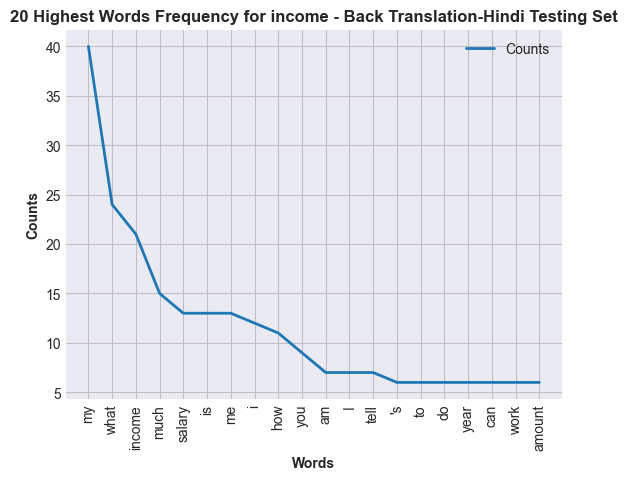 20 Highest Words Frequency for income - Back Translation-Hindi Testing Set
Counts
40
35
30
25
20
15
10
5
Counts
my
what
income
much
salary
is
me
i
how
you
am
I
tell
's
to
do
year
can
work
amount
Words